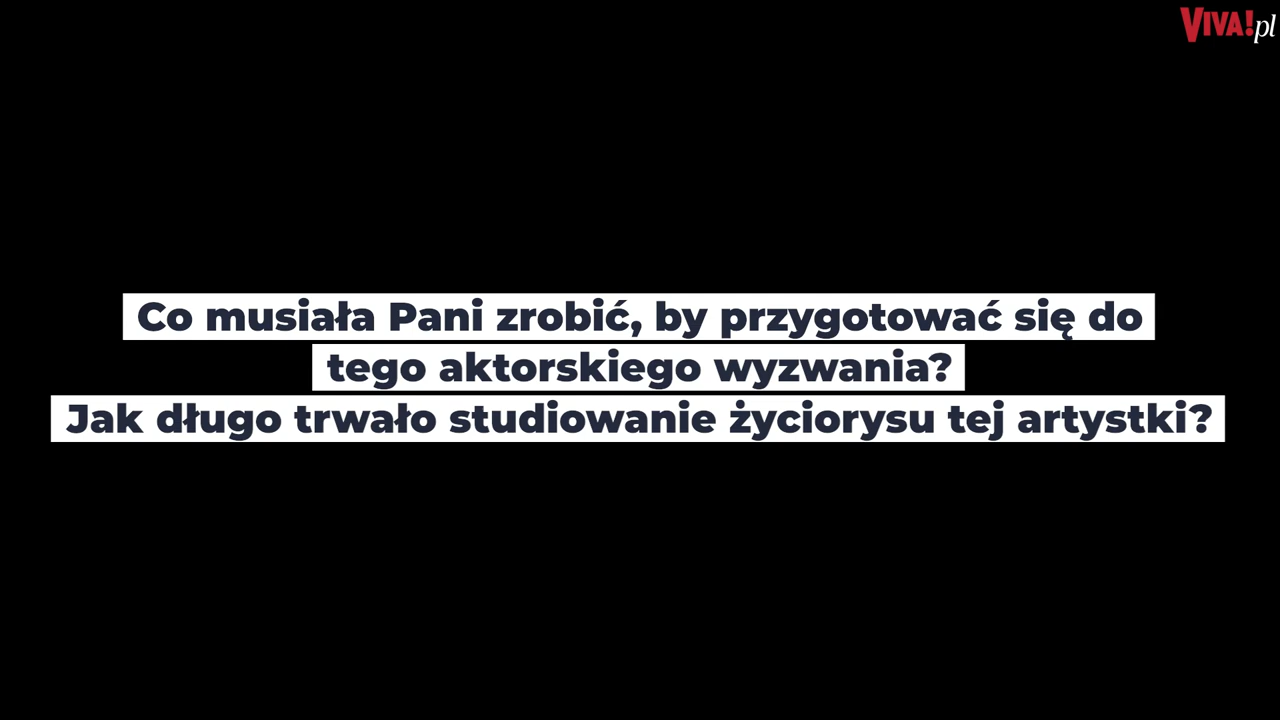 VIVA!pl
Co musiała Pani zrobić, by przygotować się do
tego aktorskiego wyzwania?
Jak długo trwało studiowanie życiorysu tej artystki?